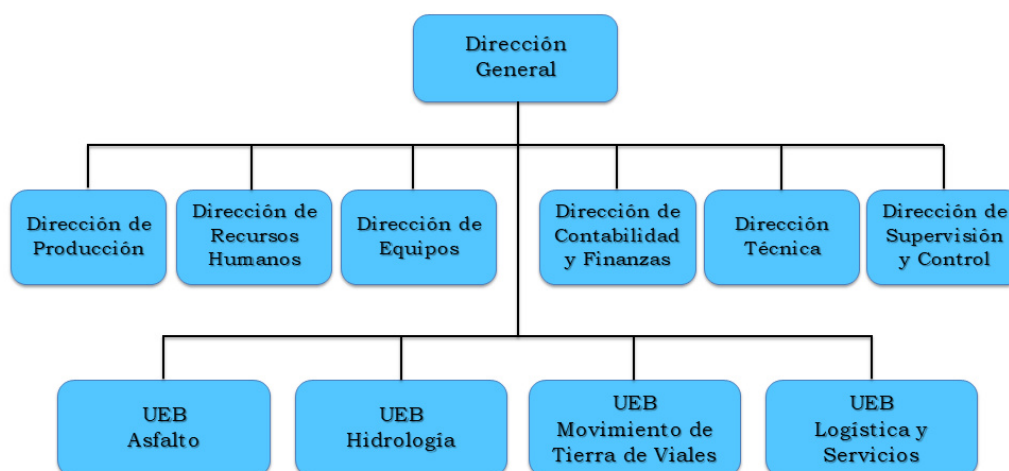 Dirección
General
Dirección de
Producción
Dirección de
Recursos
Humanos
Dirección de
Equipos
Dirección de
Contabilidad
y Finanzas
Dirección
Técnica
Dirección de
Supervisión
y Control
UEB
Asfalto
UEB
Hidrología
UEB
Movimiento de
Tierra de Viales
UEB
Logística y
Servicios